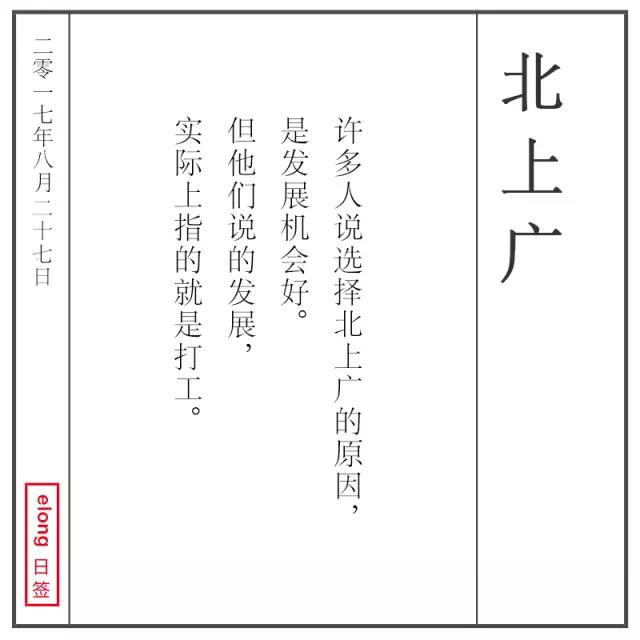 北上广
许多人说选择北上广的原因，
是发展机会好。
但他们说的发展，
实际上指的就是打工。
二零一七年八月二十七日
elong 日签